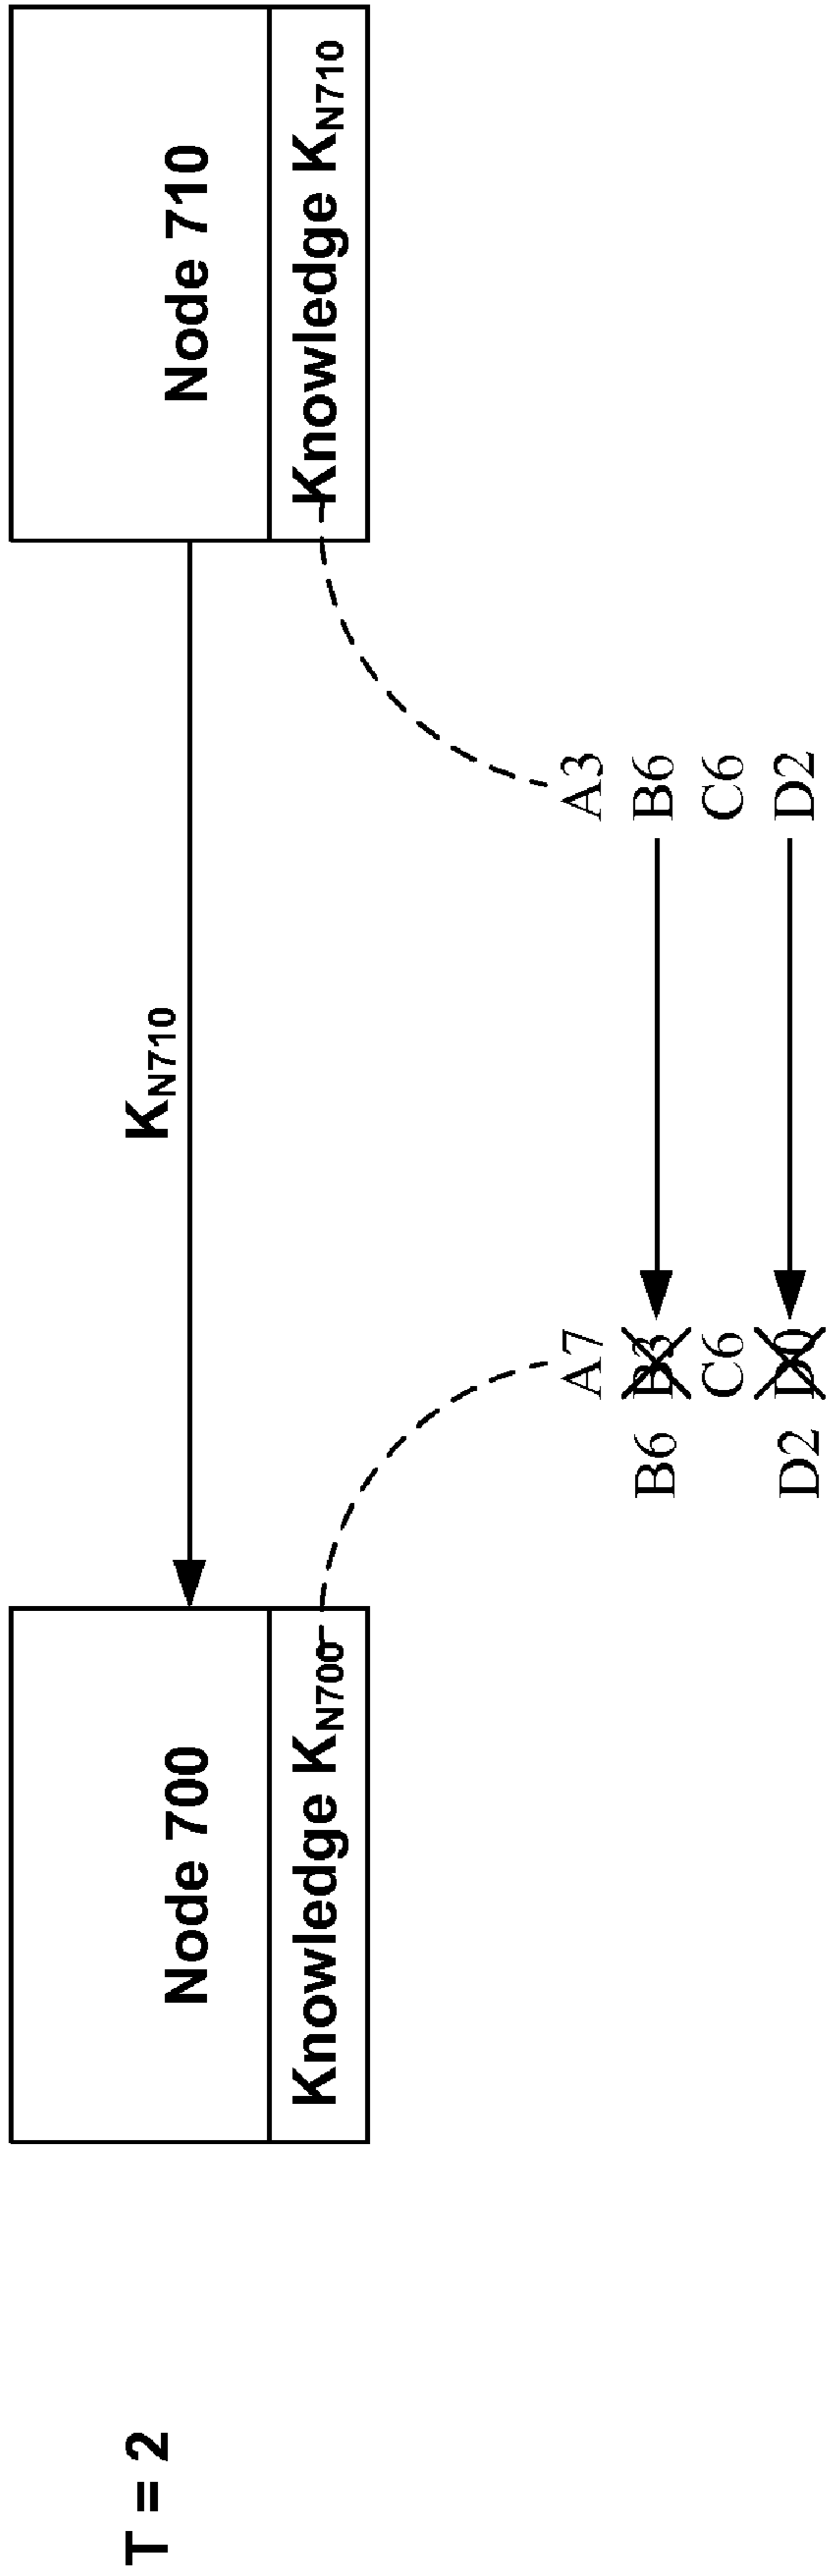 T = 2
K_N710
Node 700
Node 710
Knowledge K_N700
Knowledge K_N710
A7
A3
B6 B3
B6
C6
C6
D2 D0
D2